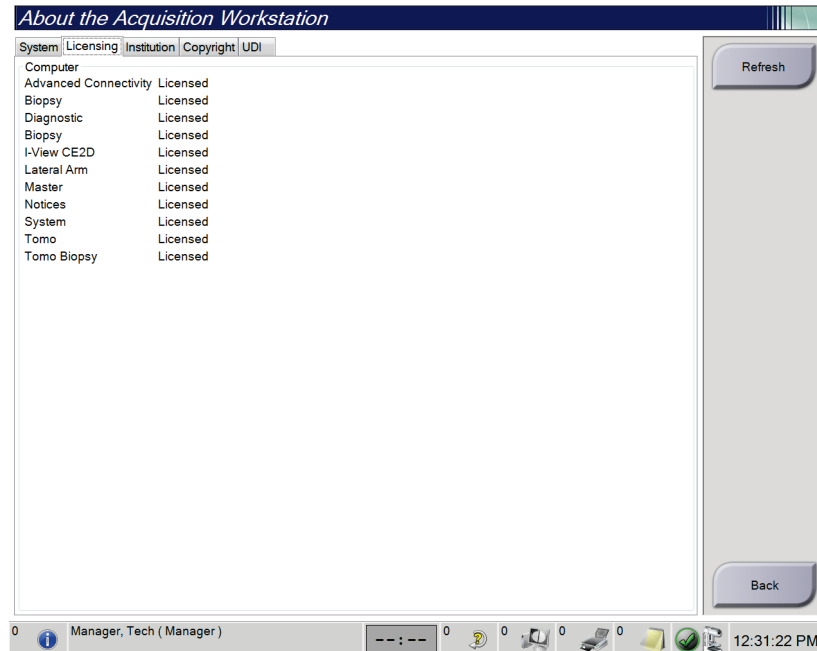 About the Acquisition Workstation
System Licensing Institution Copyright UDI
Computer
Advanced Connectivity Licensed
Biopsy Licensed
Diagnostic Licensed
Biopsy Licensed
I-View CE2D Licensed
Lateral Arm Licensed
Master Licensed
Notices Licensed
System Licensed
Tomo Licensed
Tomo Biopsy Licensed
Refresh
Back
0 Manager, Tech ( Manager ) --:-- 0 0 0 0 12:31:22 PM